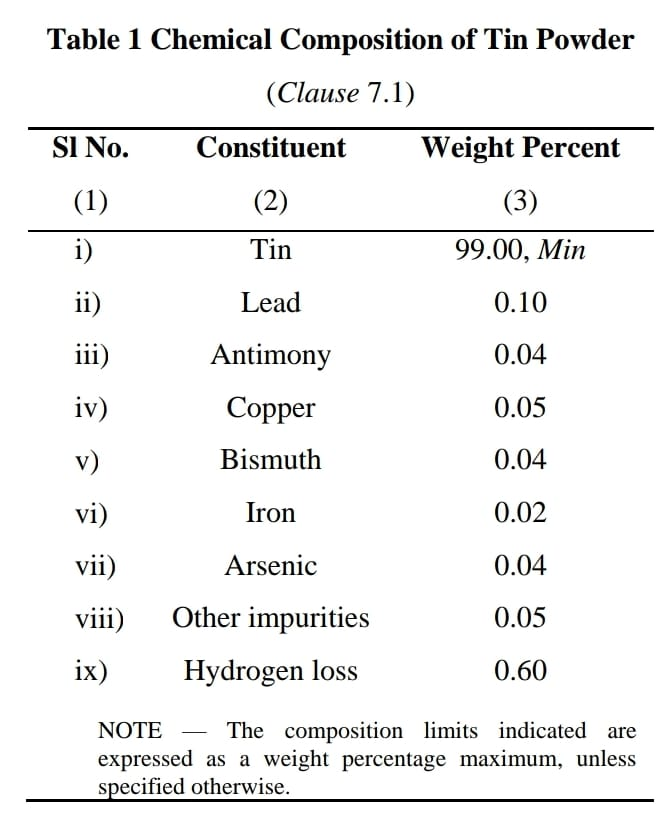 Table 1 Chemical Composition of Tin Powder
(Clause 7.1)
Sl No. Constituent Weight Percent
(1) (2) (3)
i) Tin 99.00, Min
ii) Lead 0.10
iii) Antimony 0.04
iv) Copper 0.05
v) Bismuth 0.04
vi) Iron 0.02
vii) Arsenic 0.04
viii) Other impurities 0.05
ix) Hydrogen loss 0.60
NOTE — The composition limits indicated are
expressed as a weight percentage maximum, unless
specified otherwise.